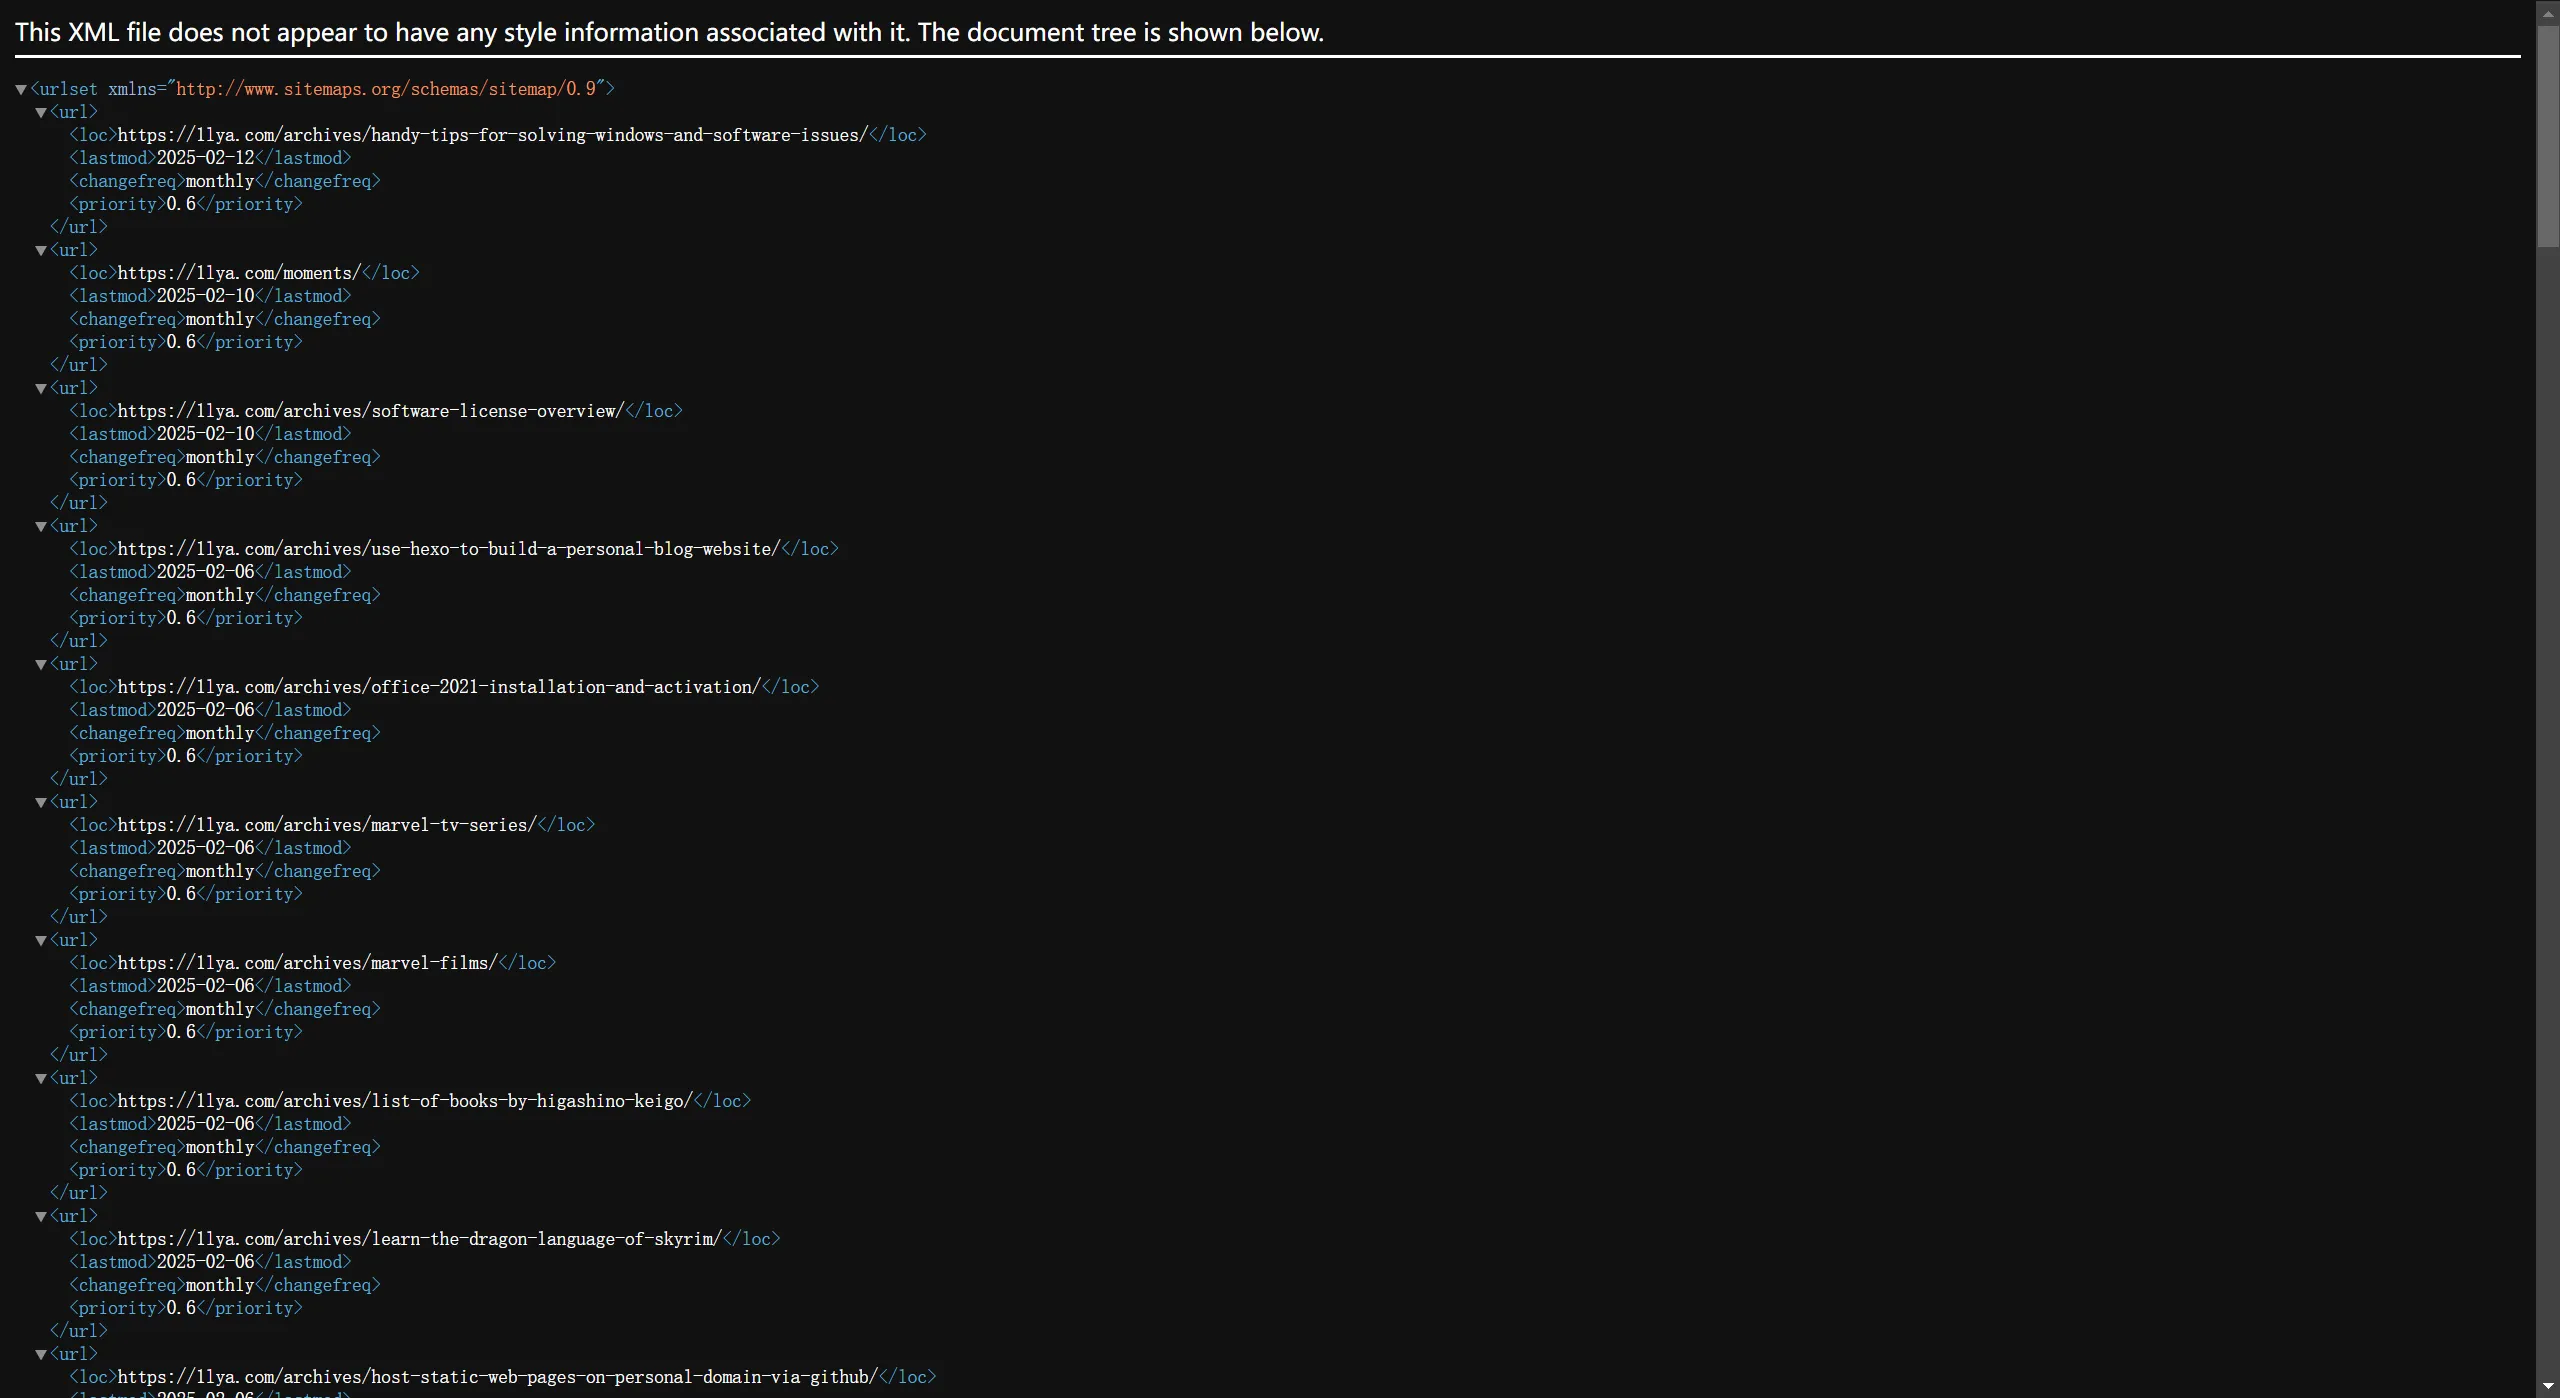 This XML file does not appear to have any style information associated with it. The document tree is shown below.
▼<urlset xmlns="http://www.sitemaps.org/schemas/sitemap/0.9">
▼<url>
<loc>https://1lya.com/archives/handy-tips-for-solving-windows-and-software-issues/</loc>
<lastmod>2025-02-12</lastmod>
<changefreq>monthly</changefreq>
<priority>0.6</priority>
</url>
▼<url>
<loc>https://1lya.com/moments/</loc>
<lastmod>2025-02-10</lastmod>
<changefreq>monthly</changefreq>
<priority>0.6</priority>
</url>
▼<url>
<loc>https://1lya.com/archives/software-license-overview/</loc>
<lastmod>2025-02-10</lastmod>
<changefreq>monthly</changefreq>
<priority>0.6</priority>
</url>
▼<url>
<loc>https://1lya.com/archives/use-hexo-to-build-a-personal-blog-website/</loc>
<lastmod>2025-02-06</lastmod>
<changefreq>monthly</changefreq>
<priority>0.6</priority>
</url>
▼<url>
<loc>https://1lya.com/archives/office-2021-installation-and-activation/</loc>
<lastmod>2025-02-06</lastmod>
<changefreq>monthly</changefreq>
<priority>0.6</priority>
</url>
▼<url>
<loc>https://1lya.com/archives/marvel-tv-series/</loc>
<lastmod>2025-02-06</lastmod>
<changefreq>monthly</changefreq>
<priority>0.6</priority>
</url>
▼<url>
<loc>https://1lya.com/archives/marvel-films/</loc>
<lastmod>2025-02-06</lastmod>
<changefreq>monthly</changefreq>
<priority>0.6</priority>
</url>
▼<url>
<loc>https://1lya.com/archives/list-of-books-by-higashino-keigo/</loc>
<lastmod>2025-02-06</lastmod>
<changefreq>monthly</changefreq>
<priority>0.6</priority>
</url>
▼<url>
<loc>https://1lya.com/archives/learn-the-dragon-language-of-skyrim/</loc>
<lastmod>2025-02-06</lastmod>
<changefreq>monthly</changefreq>
<priority>0.6</priority>
</url>
▼<url>
<loc>https://1lya.com/archives/host-static-web-pages-on-personal-domain-via-github/</loc>